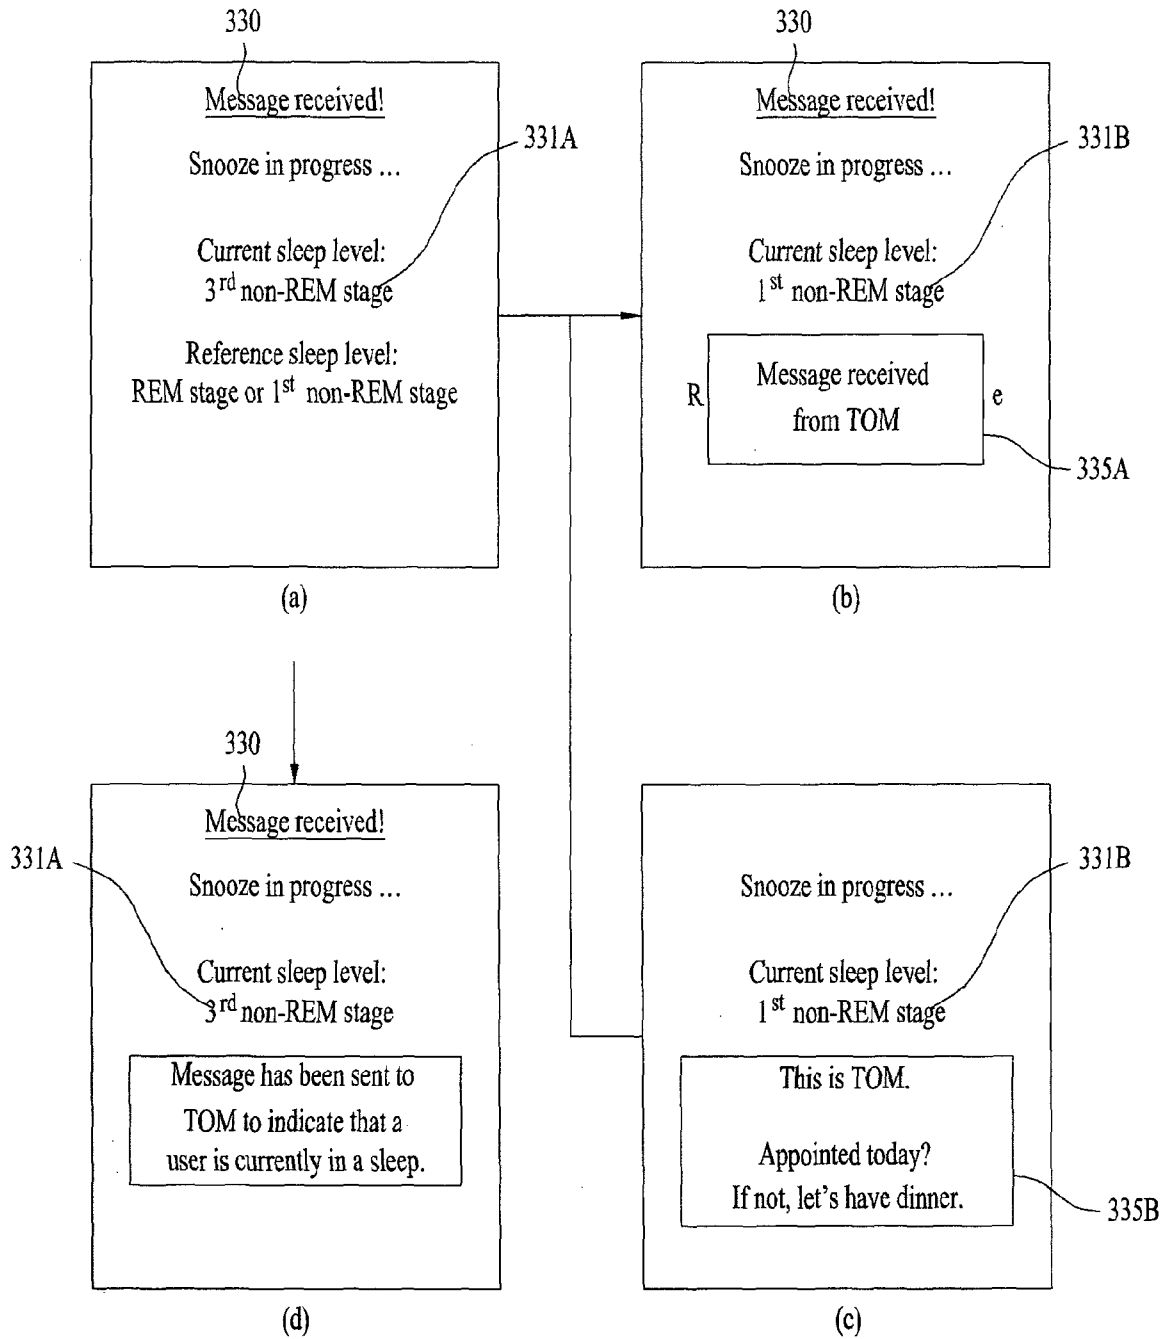 330
Message received!
331A
Snooze in progress ...
Current sleep level:
3rd non-REM stage
Reference sleep level:
REM stage or 1st non-REM stage
(a)
330
Message received!
331B
Snooze in progress ...
Current sleep level:
1st non-REM stage
R
Message received
from TOM
e
335A
(b)
330
Message received!
331A
Snooze in progress ...
Current sleep level:
3rd non-REM stage
Message has been sent to
TOM to indicate that a
user is currently in a sleep.
(d)
331B
Snooze in progress ...
Current sleep level:
1st non-REM stage
This is TOM.
Appointed today?
If not, let's have dinner.
335B
(c)